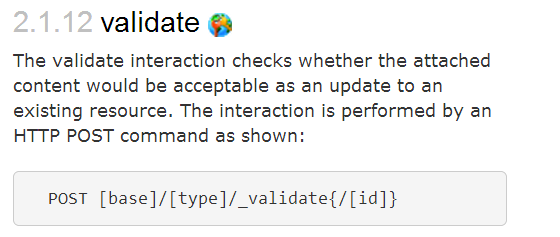 2.1.12 validate
The validate interaction checks whether the attached
content would be acceptable as an update to an
existing resource. The interaction is performed by an
HTTP POST command as shown:
POST [base]/[type]/_validate{/[id]}